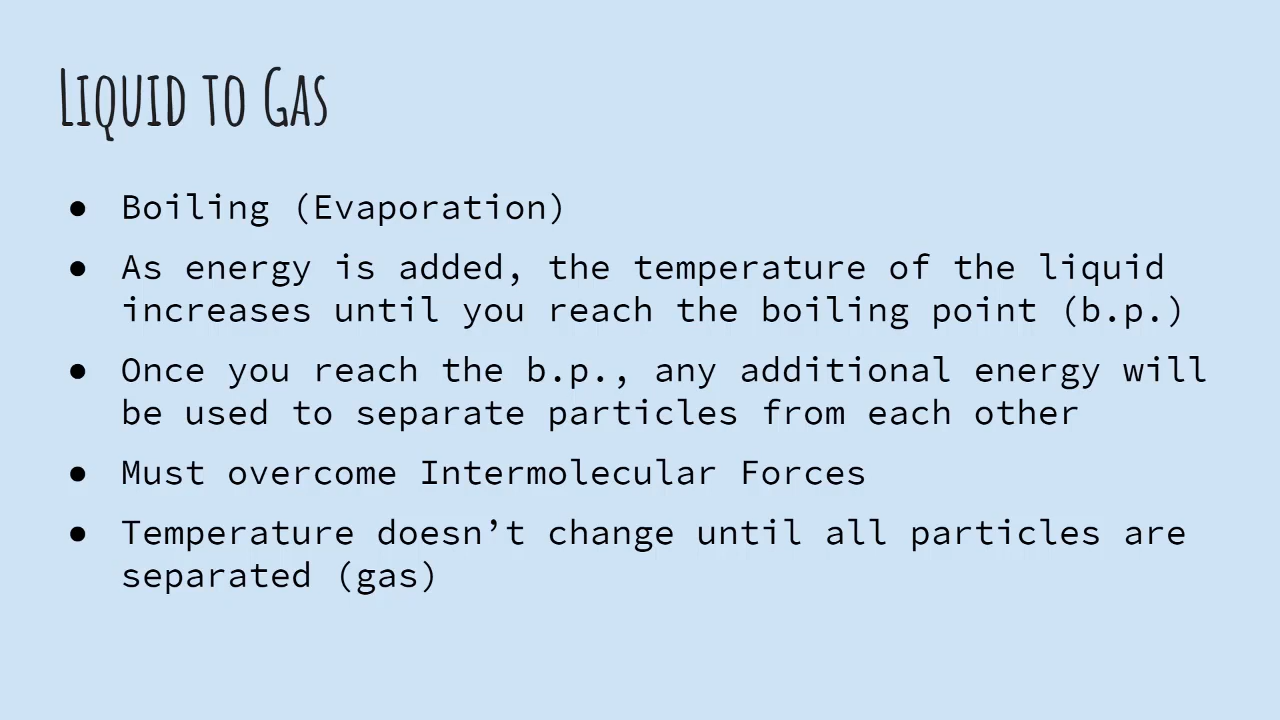 Liquid to Gas
● Boiling (Evaporation)
● As energy is added, the temperature of the liquid
increases until you reach the boiling point (b.p.)
● Once you reach the b.p., any additional energy will
be used to separate particles from each other
● Must overcome Intermolecular Forces
● Temperature doesn’t change until all particles are
separated (gas)